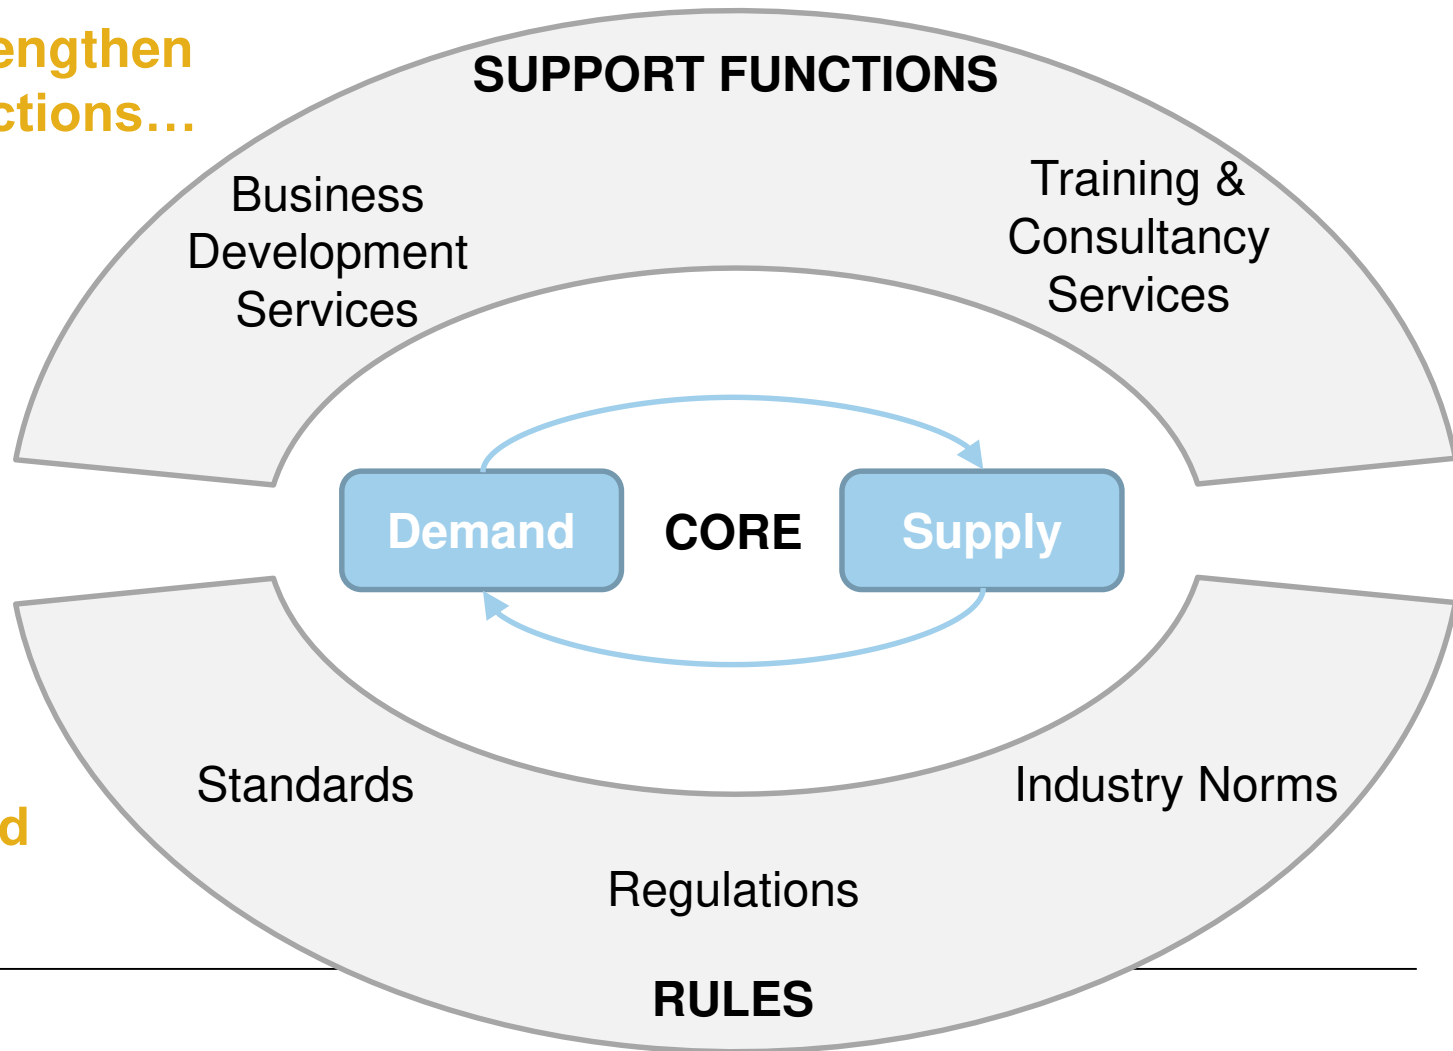 engthen
ctions…
SUPPORT FUNCTIONS
Business
Development
Services
Training &
Consultancy
Services
Demand
CORE
Supply
Standards
Industry Norms
d
Regulations
RULES